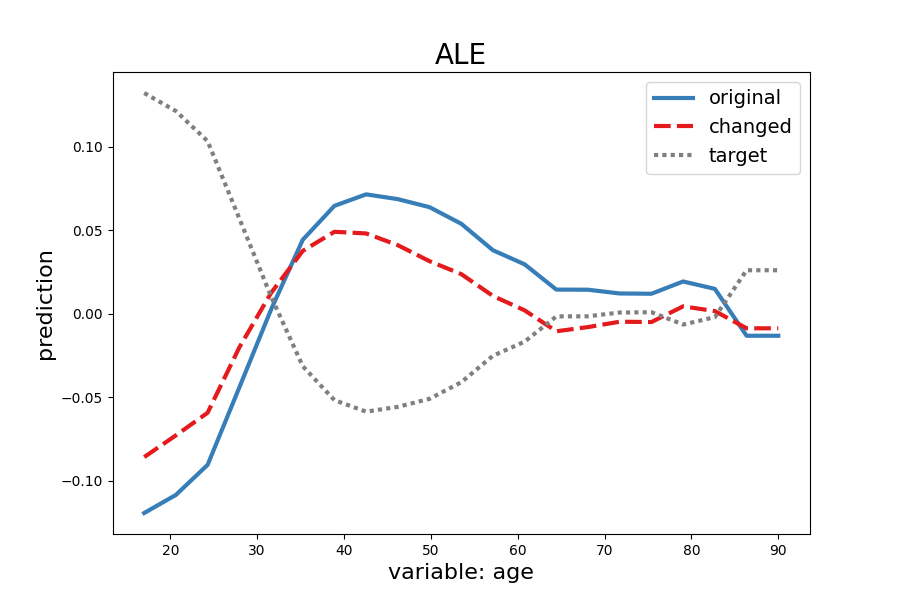 ALE
original
changed
target
0.10
0.05
0.00
−0.05
−0.10
prediction
20 30 40 50 60 70 80 90
variable: age